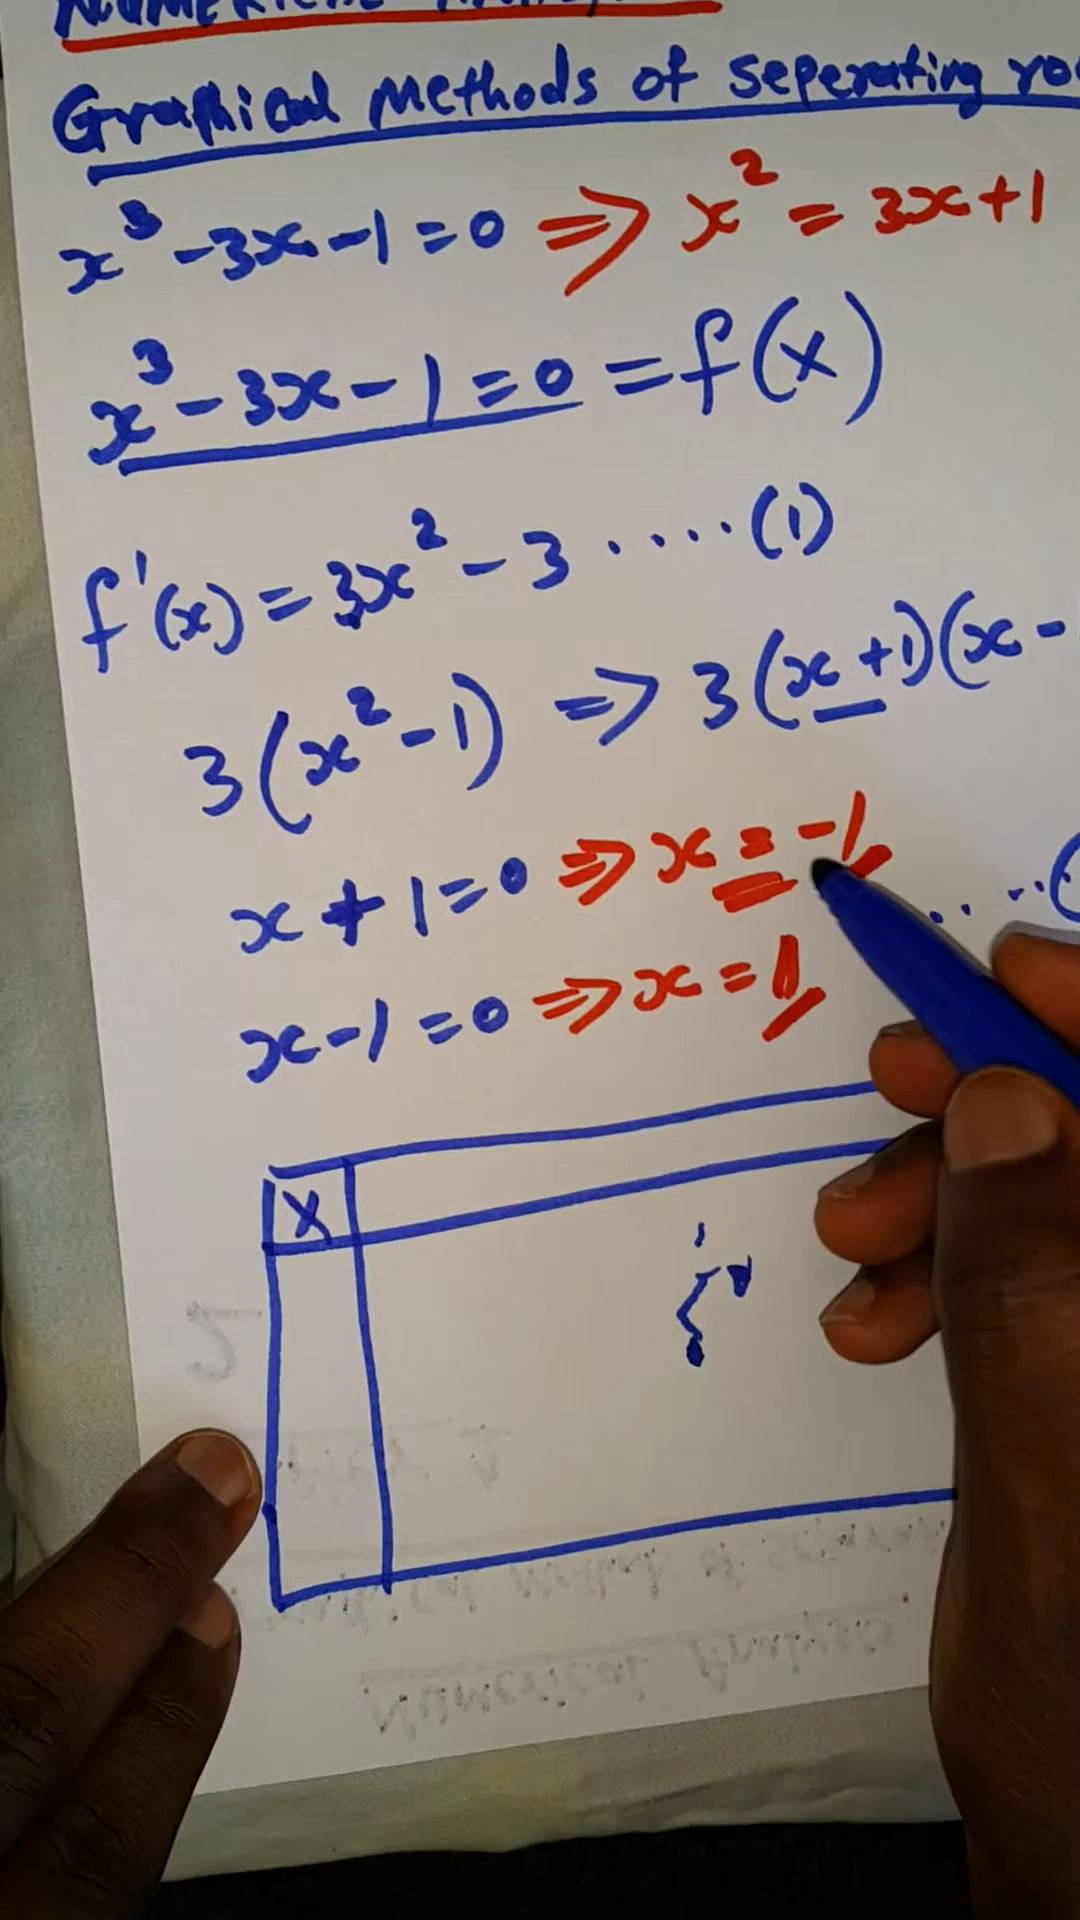 Graphical Methods of seperating
x³ - 3x - 1 = 0 => x² = 3x + 1
x³ - 3x - 1 = 0 = f(x)
f'(x) = 3x² - 3 ..... (1)
3(x² - 1) => 3(x + 1)(x -
x + 1 = 0 => x = -1
x - 1 = 0 => x = 1
X